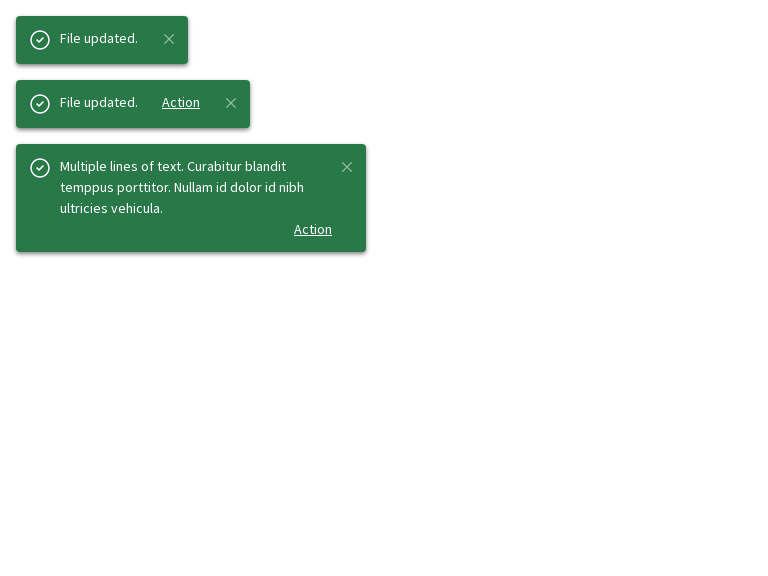 File updated.
File updated. Action
Multiple lines of text. Curabitur blandit
temppus porttitor. Nullam id dolor id nibh
ultricies vehicula.
Action